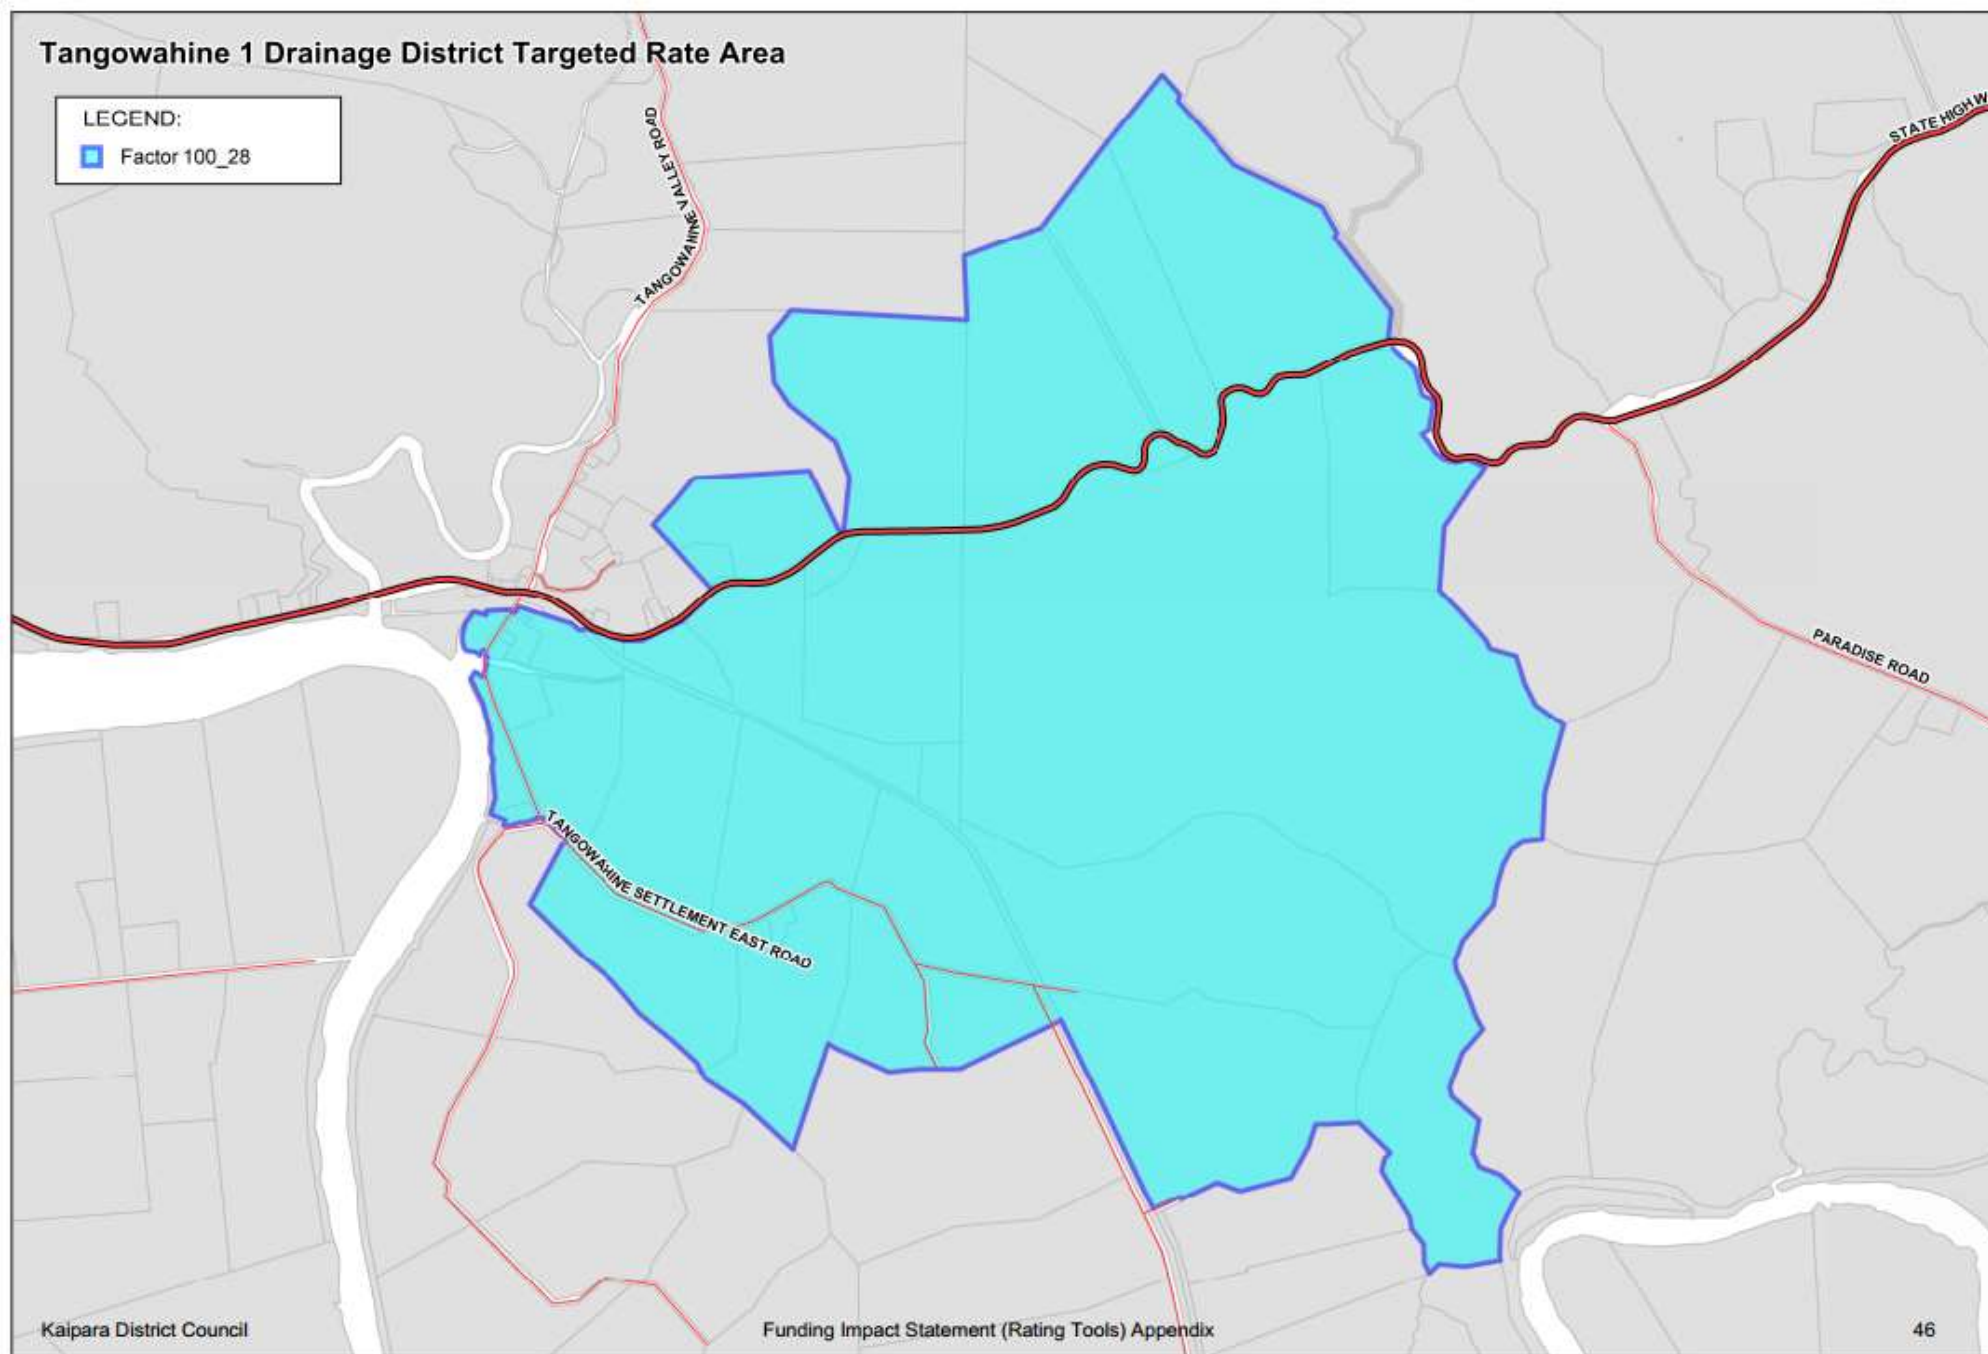 Tangowahine 1 Drainage District Targeted Rate Area
LEGEND:
Factor 100_28
TANGOWAHINE VALLEY ROAD
STATE HIGHW
PARADISE ROAD
TANGOWAHINE SETTLEMENT EAST ROAD
Kaipara District Council
Funding Impact Statement (Rating Tools) Appendix
46